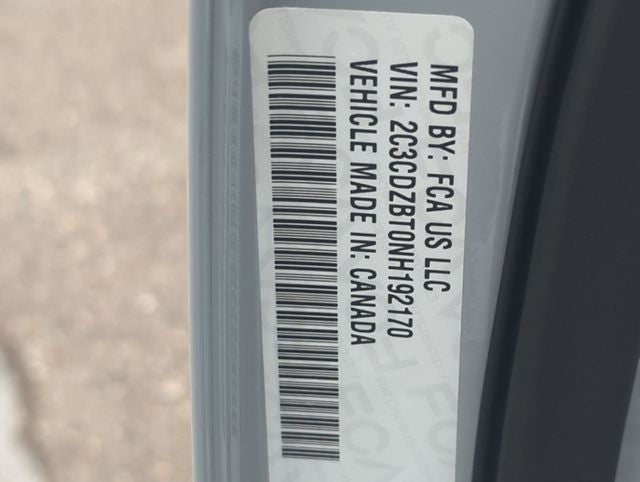 MFD BY: FCA US LLC
VIN: 2C3CDZBT0NH192170
VEHICLE MADE IN: CANADA